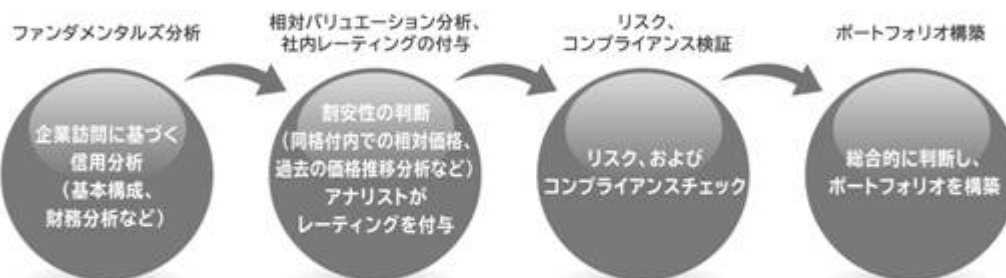 ファンダメンタルズ分析
相対バリュエーション分析、
社内レーティングの付与
リスク、
コンプライアンス検証
ポートフォリオ構築
企業訪問に基づく
信用分析
(基本構成、
財務分析など)
割安性の判断
(同格付内での相対価格、
過去の価格推移分析など)
アナリストが
レーティングを付与
リスク、および
コンプライアンスチェック
総合的に判断し、
ポートフォリオを構築